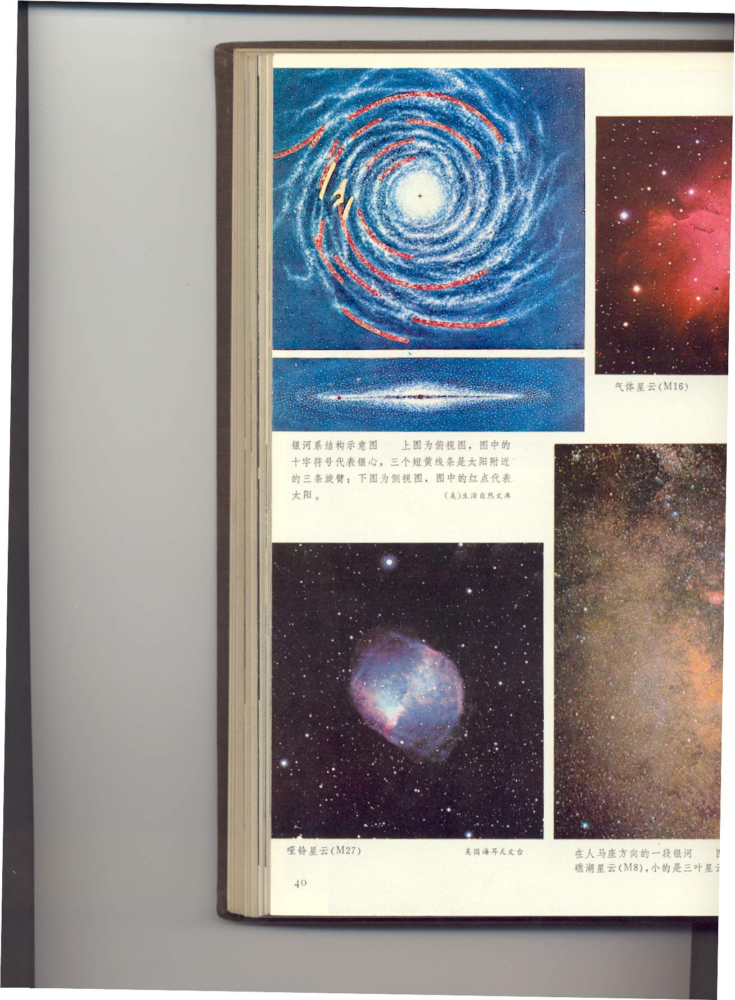 气体星云(M16)
银河系结构示意图 上图为俯视图，图中的
十字符号代表银心，三个短黄线条是太阳附近
的三条旋臂；下图为侧视图，图中的红点代表
太阳。 (美)生活自然文库
哑铃星云(M27) 美国海耳天文台
在人马座方向的一段银河
礁湖星云(M8)，小的是三叶星
40